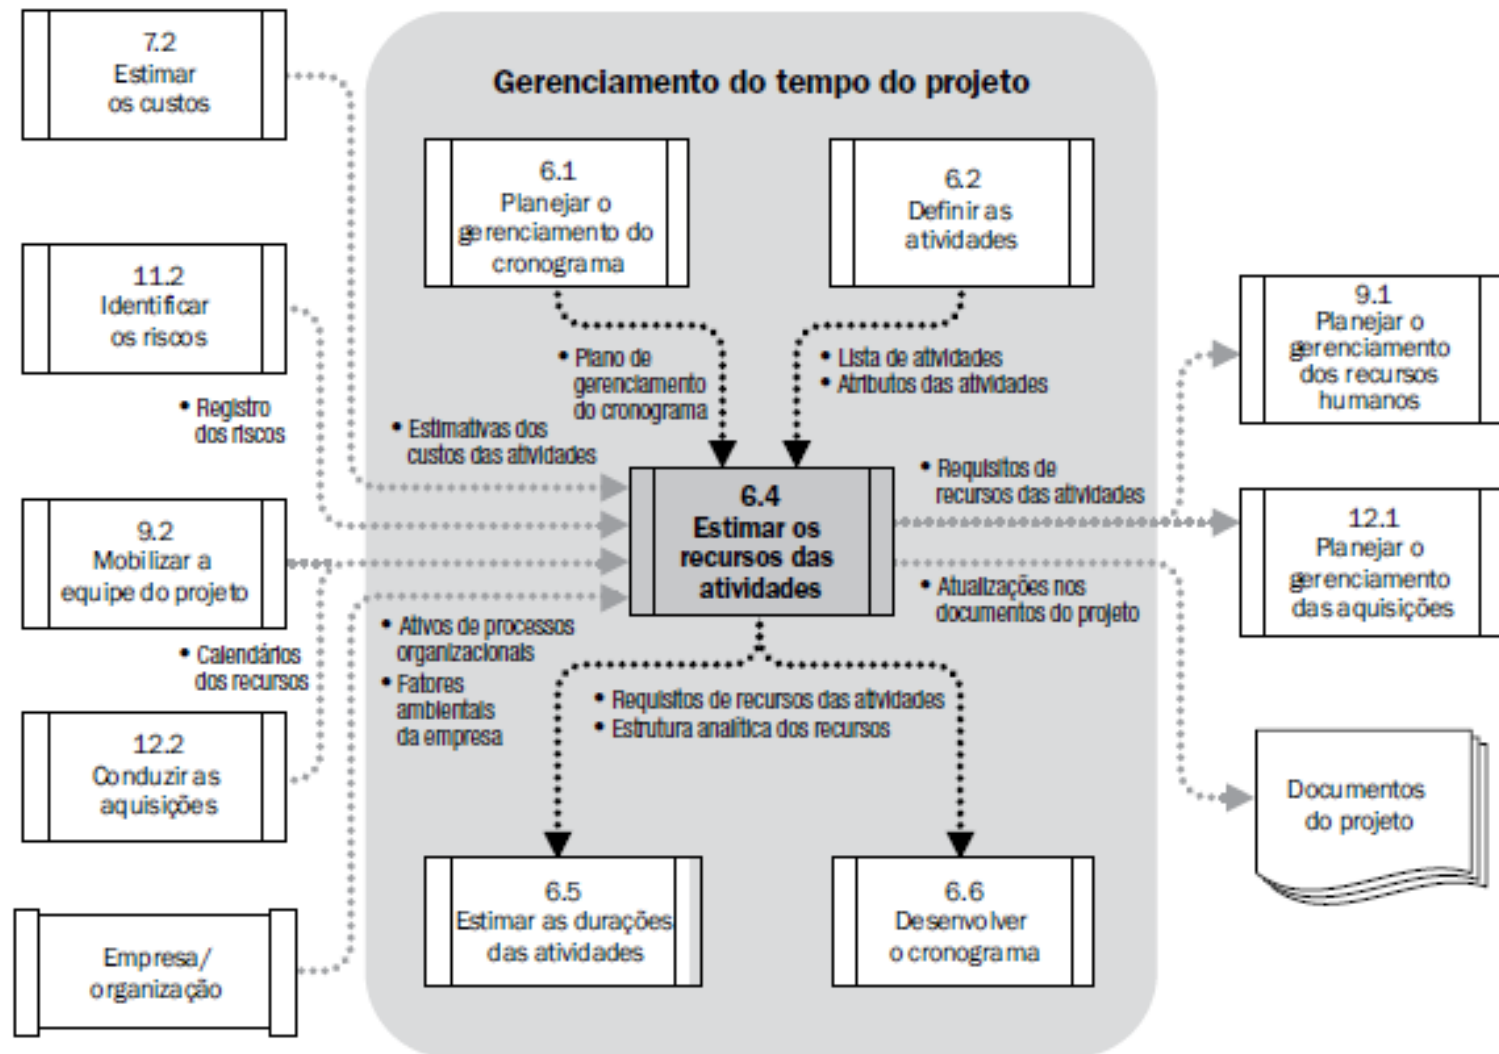 Gerenciamento do tempo do projeto
7.2
Estimar
os custos
6.1
Planejar o
gerenciamento do
cronograma
6.2
Definir as
atividades
11.2
Identificar
os riscos
• Registro
dos riscos
• Plano de
gerenciamento
do cronograma
• Lista de atividades
• Atributos das atividades
9.1
Planejar o
gerenciamento
dos recursos
humanos
• Estimativas dos
custos das atividades
6.4
Estimar os
recursos das
atividades
• Requisitos de
recursos das atividades
9.2
Mobilizar a
equipe do projeto
12.1
Planejar o
gerenciamento
das aquisições
• Atualizações nos
documentos do projeto
• Calendários
dos recursos
• Ativos de processos
organizacionais
• Fatores
ambientais
da empresa
• Requisitos de recursos das atividades
• Estrutura analítica dos recursos
12.2
Conduzir as
aquisições
Documentos
do projeto
6.5
Estimar as durações
das atividades
6.6
Desenvolver
o cronograma
Empresa/
organização